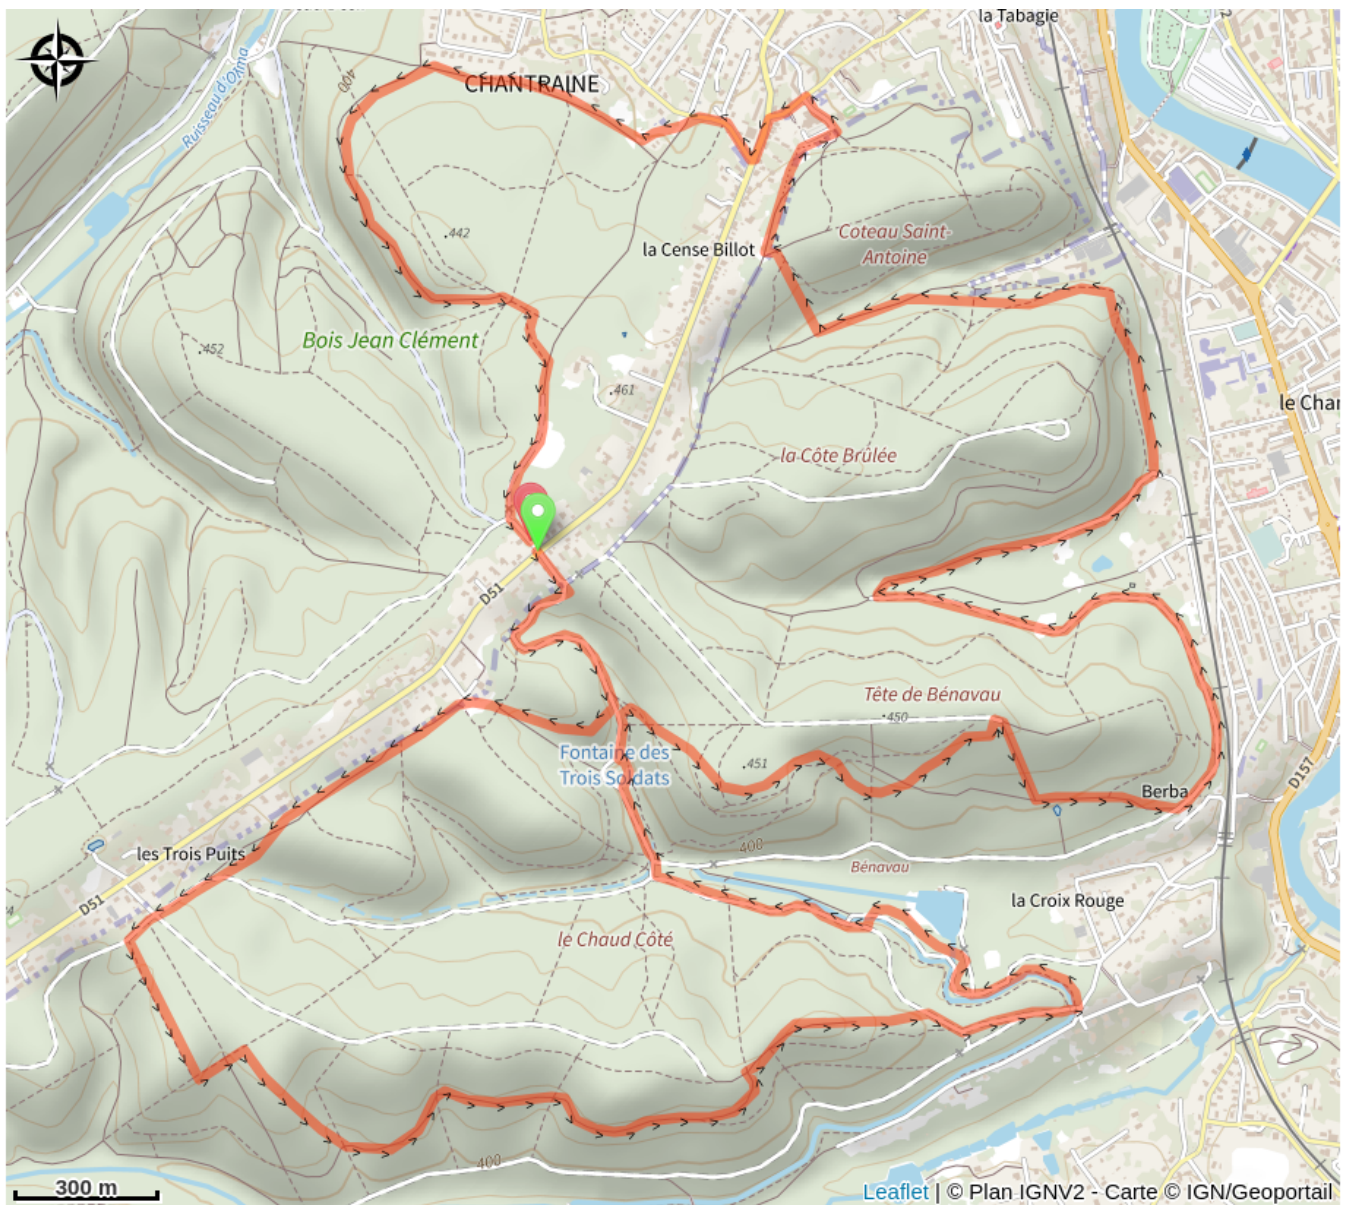 la Tabagie
400
CHANTRAINE
Ruisseau d'Olima
442
la Cense Billot
Coteau Saint-
Antoine
Bois Jean Clément
452
461
le Char
la Côte Brûlée
D51
Tête de Bénavau
450
Fontaine des
Trois Soldats
451
Berba
D157
les Trois Puits
400
Bénavau
D51
la Croix Rouge
le Chaud Côté
400
300 m
Leaflet | © Plan IGNV2 - Carte © IGN/Geoportail